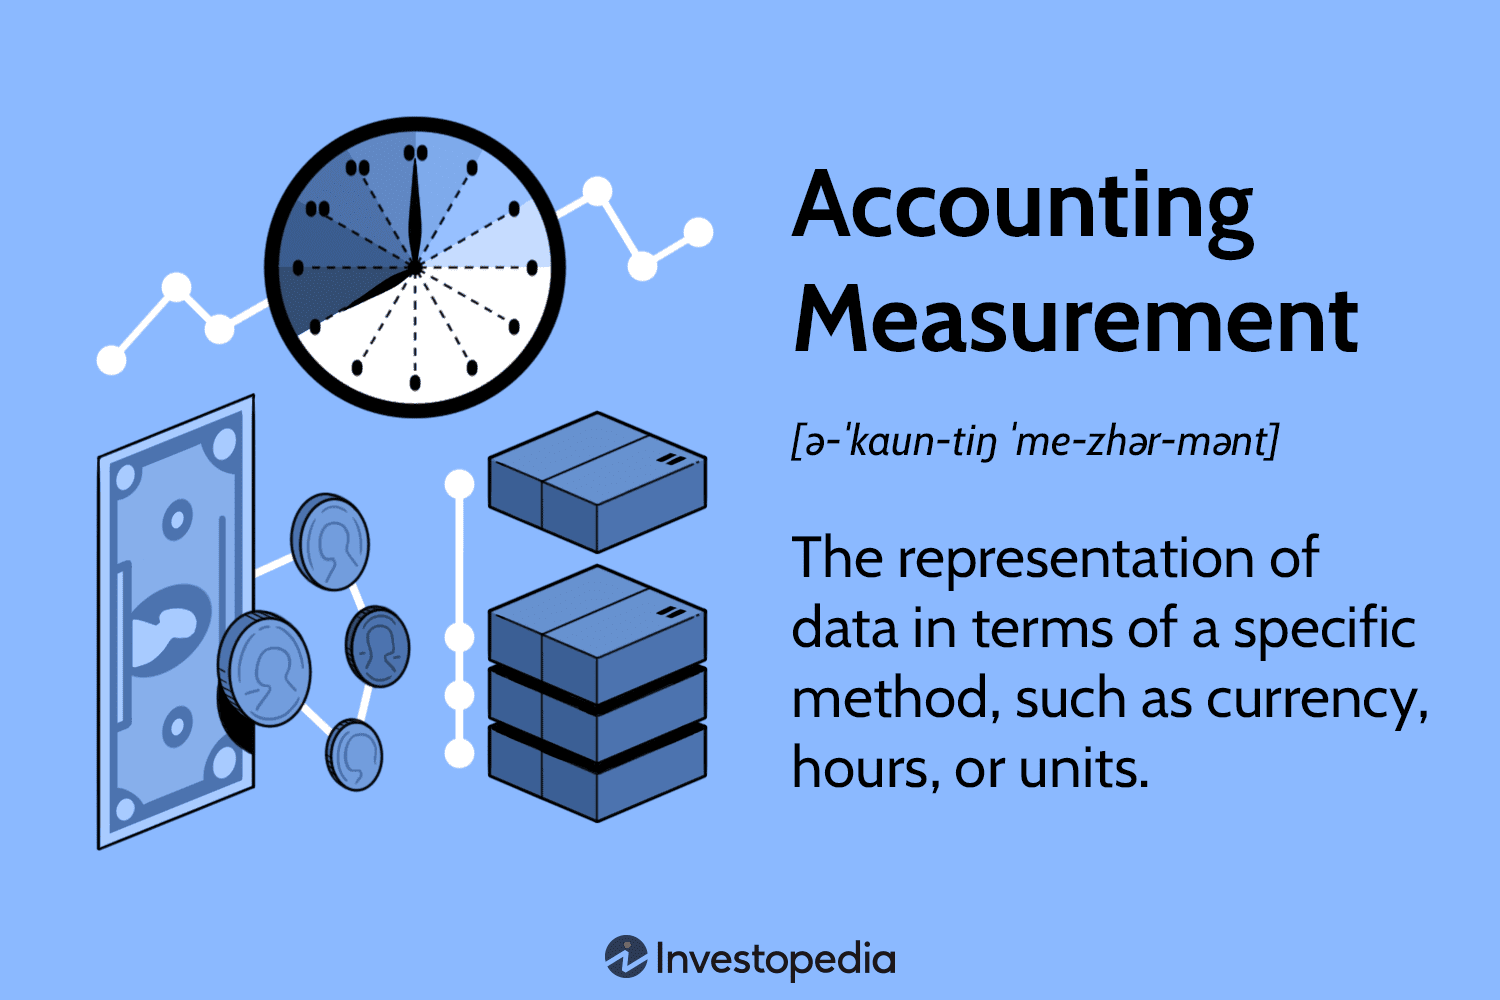 Accounting
Measurement
[ə-ˈkau̇n-tiŋ ˈme-zhər-mənt]
The representation of
data in terms of a specific
method, such as currency,
hours, or units.
Investopedia